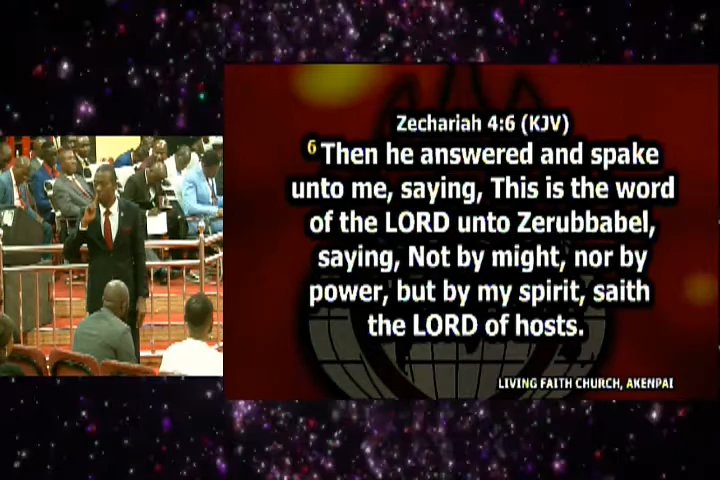 Zechariah 4:6 (KJV)
6 Then he answered and spake
unto me, saying, This is the word
of the LORD unto Zerubbabel,
saying, Not by might, nor by
power, but by my spirit, saith
the LORD of hosts.
LIVING FAITH CHURCH, AKENPAI